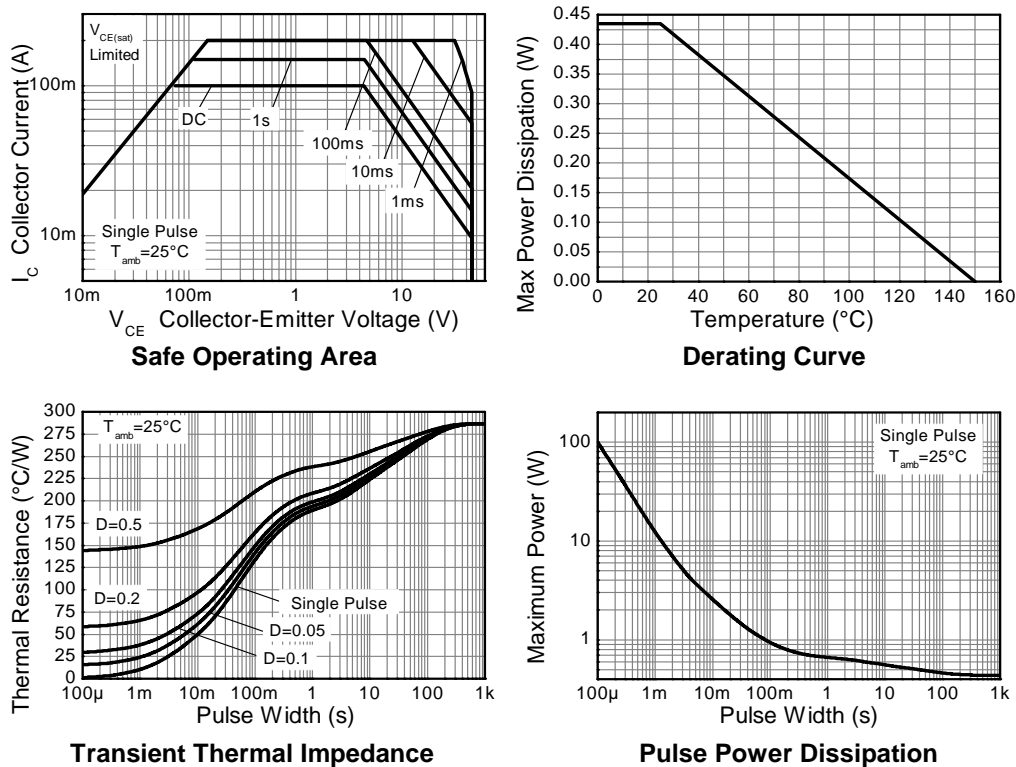 V_CE(sat)
Limited
DC
1s
100ms
10ms
1ms
Single Pulse
T_amb=25°C
100m
10m
I_C Collector Current (A)
10m 100m 1 10
V_CE Collector-Emitter Voltage (V)
Safe Operating Area
0.45
0.40
0.35
0.30
0.25
0.20
0.15
0.10
0.05
0.00
Max Power Dissipation (W)
0 20 40 60 80 100 120 140 160
Temperature (°C)
Derating Curve
300
275
250
225
200
175
150
125
100
75
50
25
0
Thermal Resistance (°C/W)
T_amb=25°C
D=0.5
D=0.2
Single Pulse
D=0.05
D=0.1
100µ 1m 10m 100m 1 10 100 1k
Pulse Width (s)
Transient Thermal Impedance
100
10
1
Maximum Power (W)
Single Pulse
T_amb=25°C
100µ 1m 10m 100m 1 10 100 1k
Pulse Width (s)
Pulse Power Dissipation